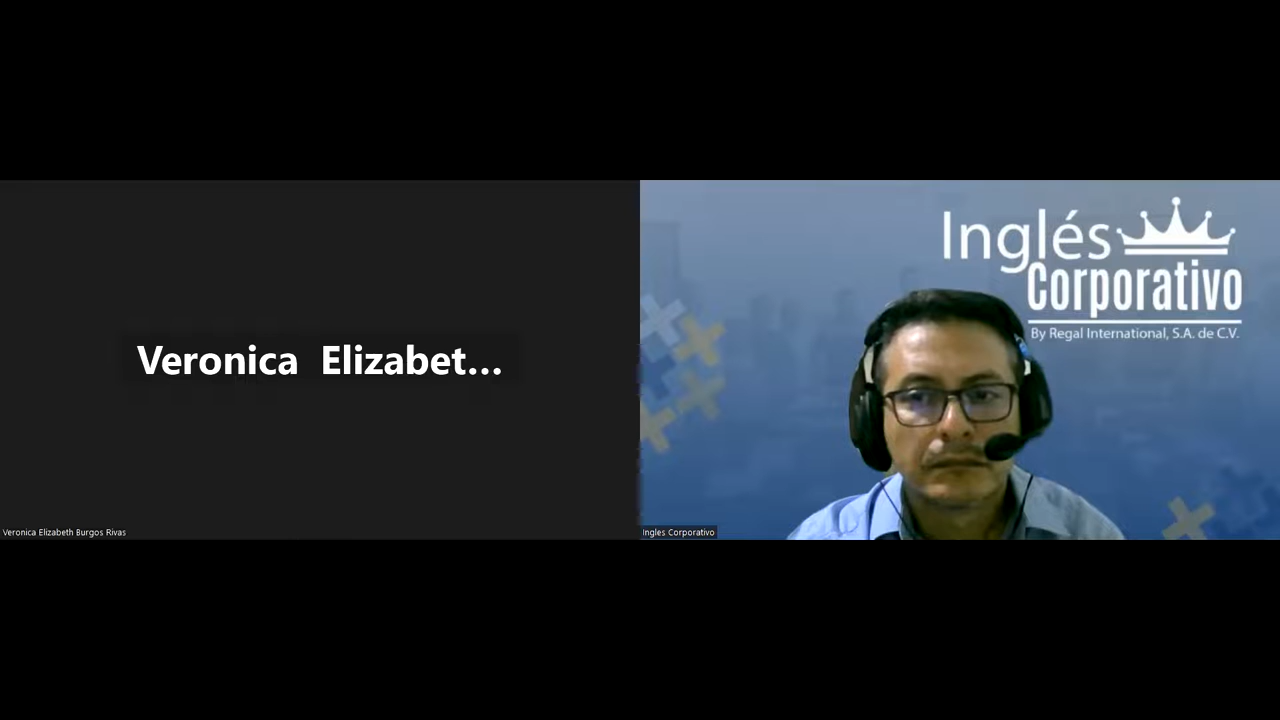 Veronica Elizabet...
Veronica Elizabeth Burgos Rivas
Inglés
Corporativo
By Regal International, S.A. de C.V.
Ingles Corporativo